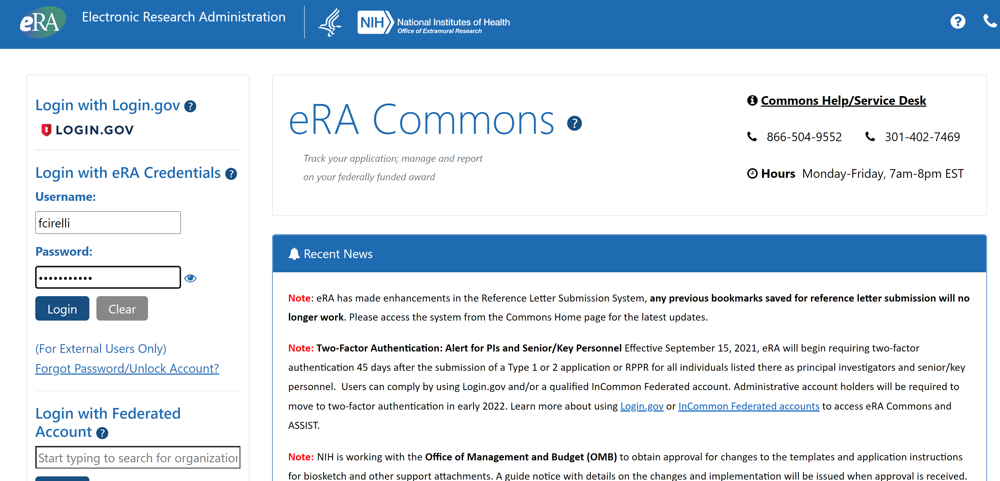 eRA
Electronic Research Administration
NIH
National Institutes of Health
Office of Extramural Research
?
Login with Login.gov ?
LOGIN.GOV
Login with eRA Credentials ?
Username:
fcirelli
Password:
•••••••••••
Login Clear
(For External Users Only)
Forgot Password/Unlock Account?
Login with Federated
Account ?
Start typing to search for organization
eRA Commons ?
Track your application; manage and report
on your federally funded award
Commons Help/Service Desk
866-504-9552 301-402-7469
Hours Monday-Friday, 7am-8pm EST
Recent News
Note: eRA has made enhancements in the Reference Letter Submission System, any previous bookmarks saved for reference letter submission will no
longer work. Please access the system from the Commons Home page for the latest updates.
Note: Two-Factor Authentication: Alert for PIs and Senior/Key Personnel Effective September 15, 2021, eRA will begin requiring two-factor
authentication 45 days after the submission of a Type 1 or 2 application or RPPR for all individuals listed there as principal investigators and senior/key
personnel.  Users can comply by using Login.gov and/or a qualified InCommon Federated account. Administrative account holders will be required to
move to two-factor authentication in early 2022. Learn more about using Login.gov or InCommon Federated accounts to access eRA Commons and
ASSIST.
Note: NIH is working with the Office of Management and Budget (OMB) to obtain approval for changes to the templates and application instructions
for biosketch and other support attachments. A guide notice with details on the changes and implementation will be issued when approval is received.